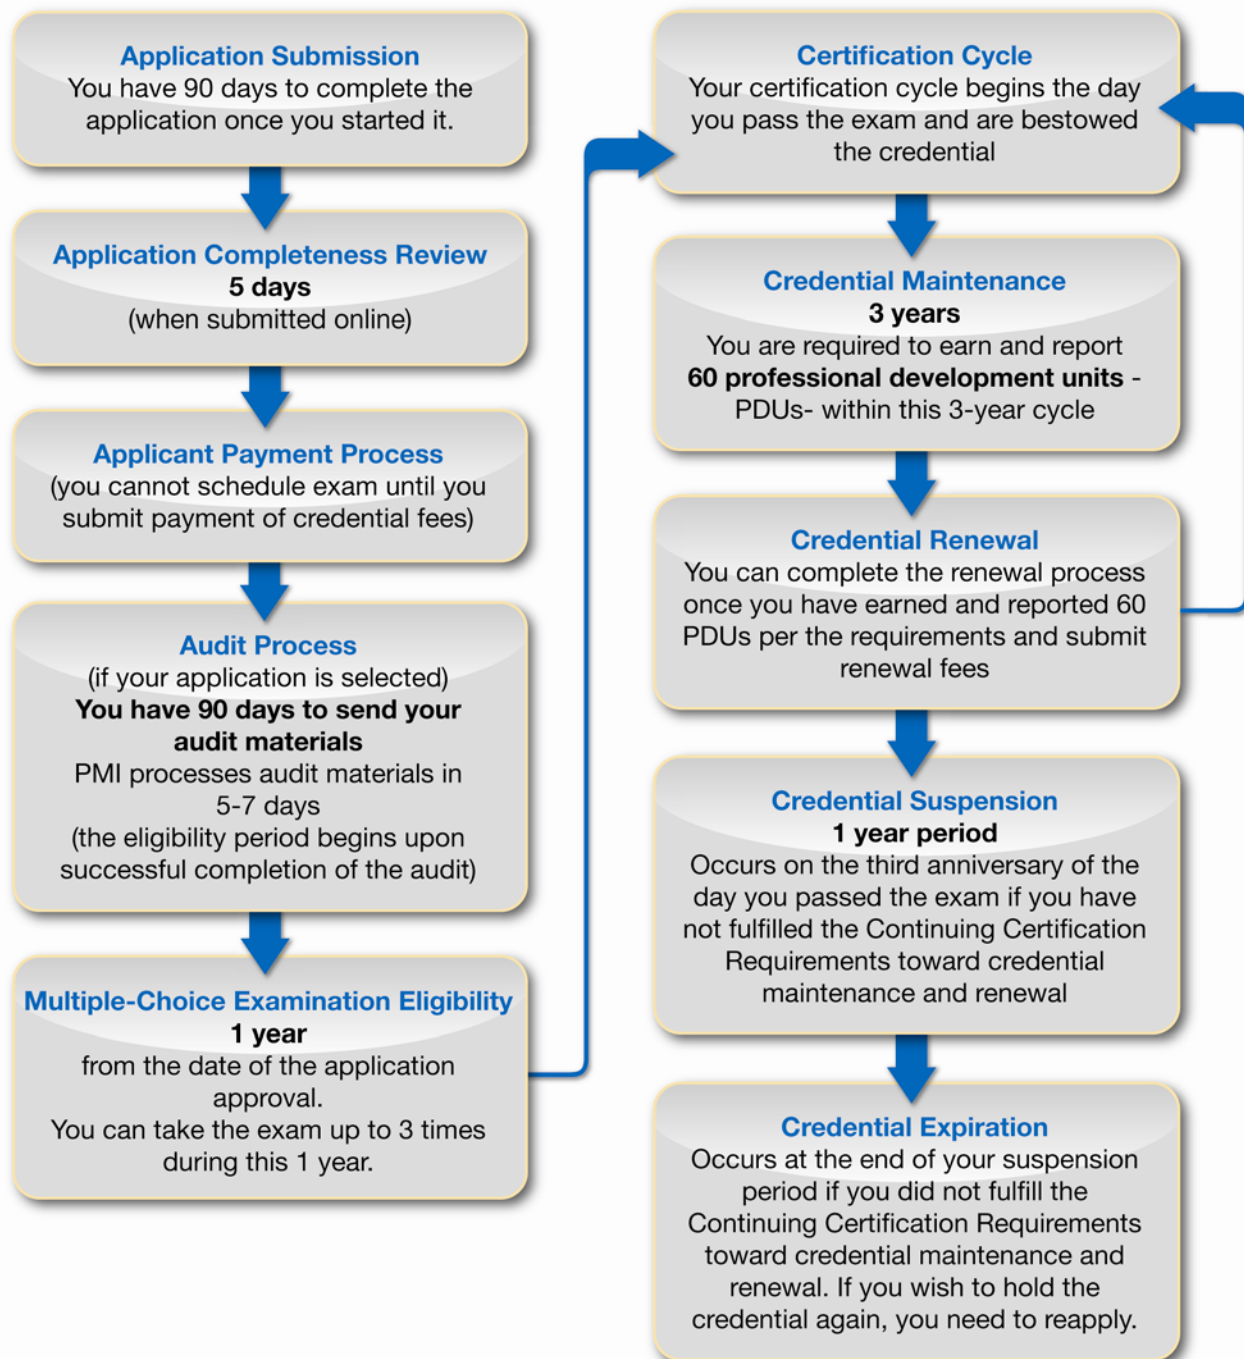 Application Submission
You have 90 days to complete the
application once you started it.
Application Completeness Review
5 days
(when submitted online)
Applicant Payment Process
(you cannot schedule exam until you
submit payment of credential fees)
Audit Process
(if your application is selected)
You have 90 days to send your
audit materials
PMI processes audit materials in
5-7 days
(the eligibility period begins upon
successful completion of the audit)
Multiple-Choice Examination Eligibility
1 year
from the date of the application
approval.
You can take the exam up to 3 times
during this 1 year.
Certification Cycle
Your certification cycle begins the day
you pass the exam and are bestowed
the credential
Credential Maintenance
3 years
You are required to earn and report
60 professional development units -
PDUs- within this 3-year cycle
Credential Renewal
You can complete the renewal process
once you have earned and reported 60
PDUs per the requirements and submit
renewal fees
Credential Suspension
1 year period
Occurs on the third anniversary of the
day you passed the exam if you have
not fulfilled the Continuing Certification
Requirements toward credential
maintenance and renewal
Credential Expiration
Occurs at the end of your suspension
period if you did not fulfill the
Continuing Certification Requirements
toward credential maintenance and
renewal. If you wish to hold the
credential again, you need to reapply.